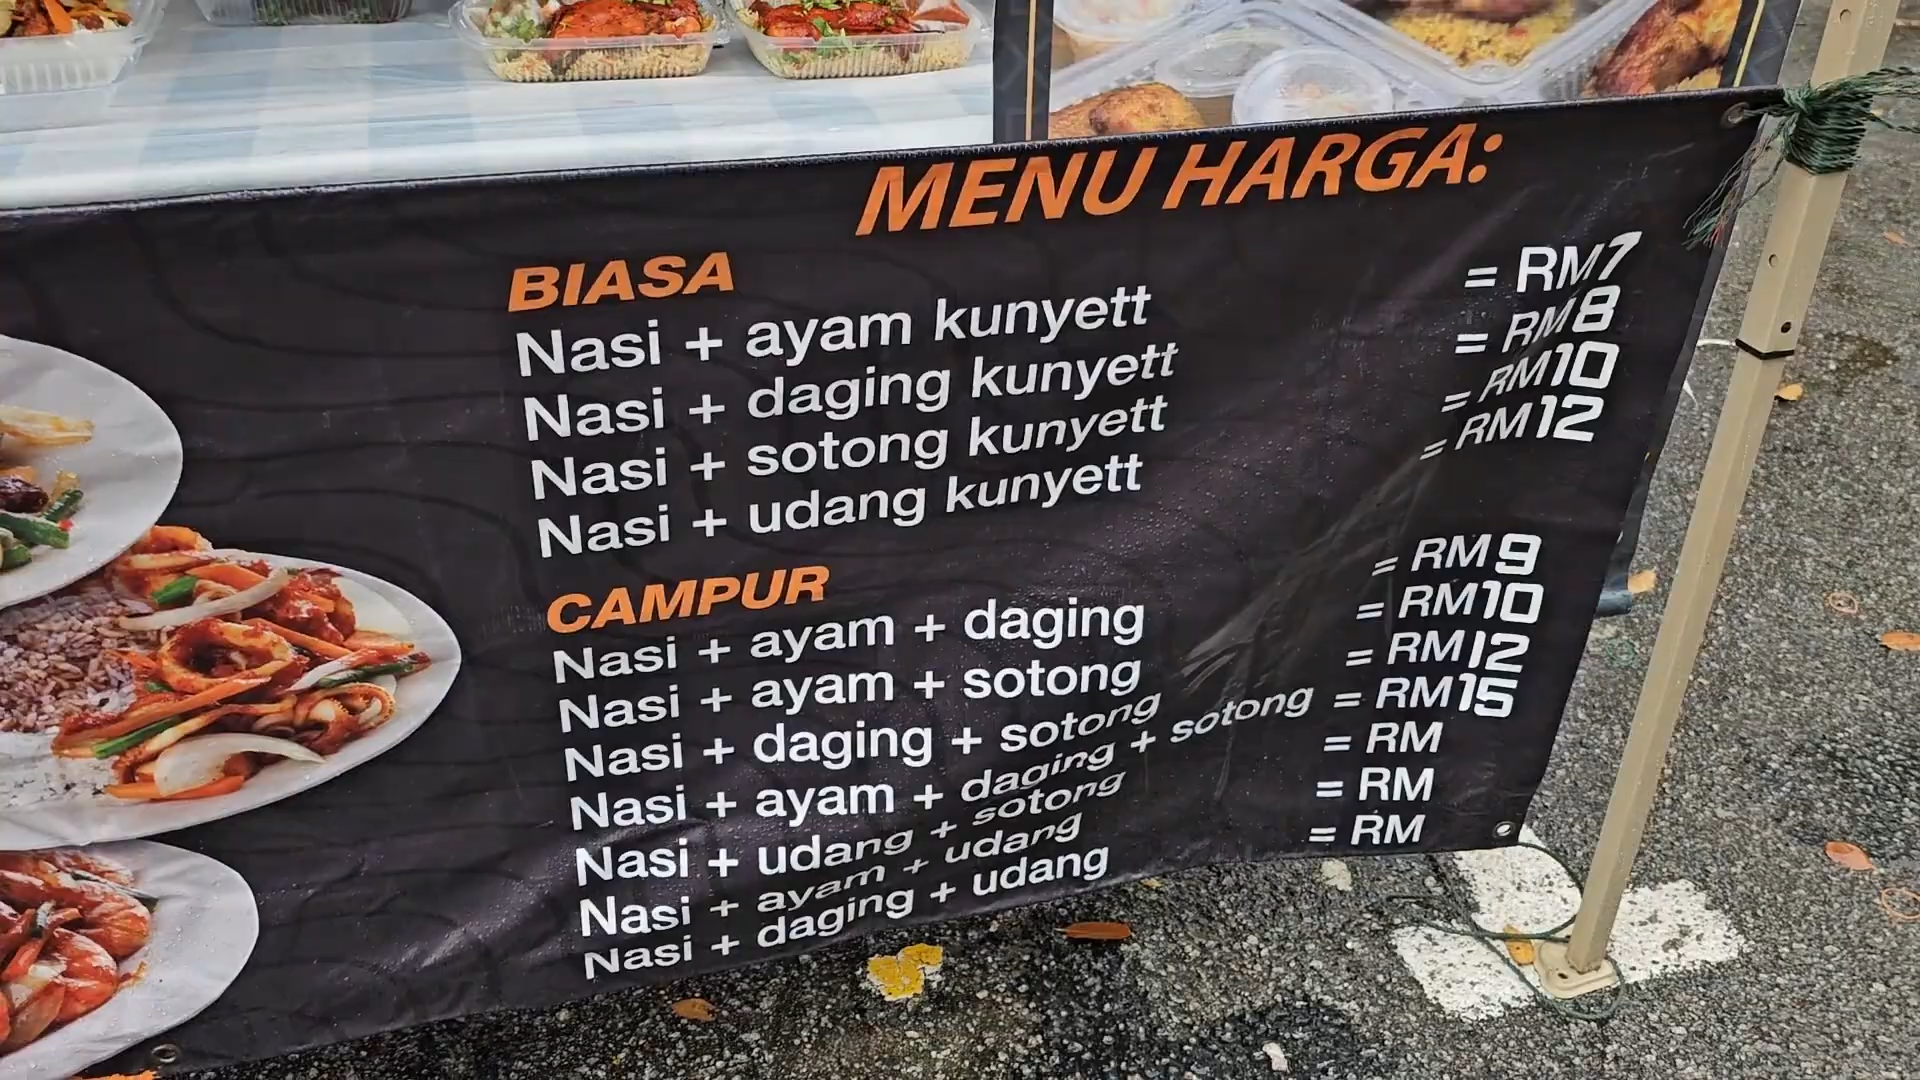 MENU HARGA:
BIASA
Nasi + ayam kunyett = RM7
Nasi + daging kunyett = RM8
Nasi + sotong kunyett = RM10
Nasi + udang kunyett = RM12
CAMPUR
Nasi + ayam + daging = RM9
Nasi + ayam + sotong = RM10
Nasi + daging + sotong = RM12
Nasi + ayam + daging + sotong = RM15
Nasi + udang + sotong = RM
Nasi + ayam + udang = RM
Nasi + daging + udang = RM